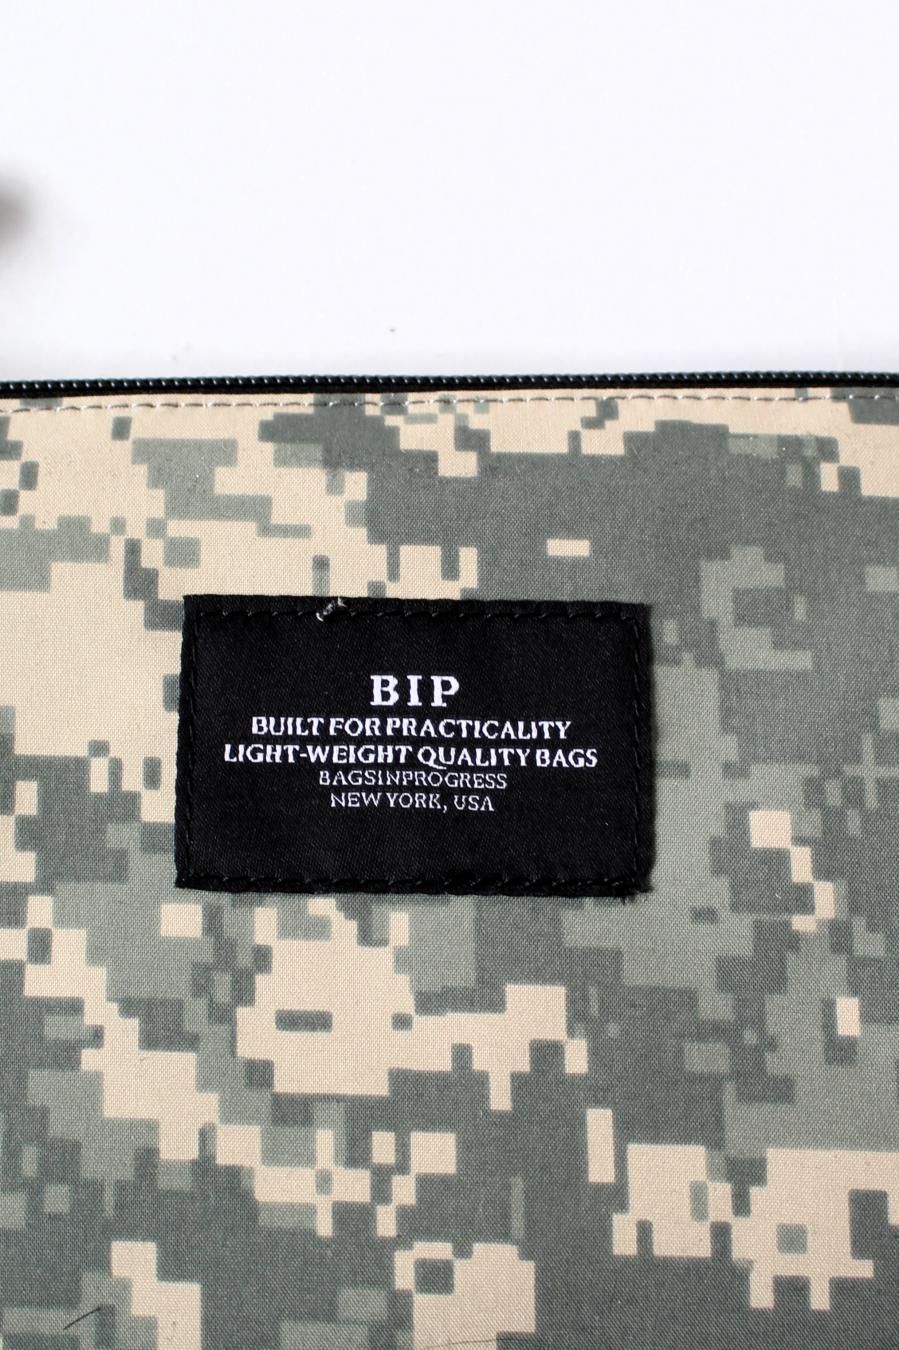 BIP
BUILT FOR PRACTICALITY
LIGHT-WEIGHT QUALITY BAGS
BAGSINPROGRESS
NEW YORK, USA